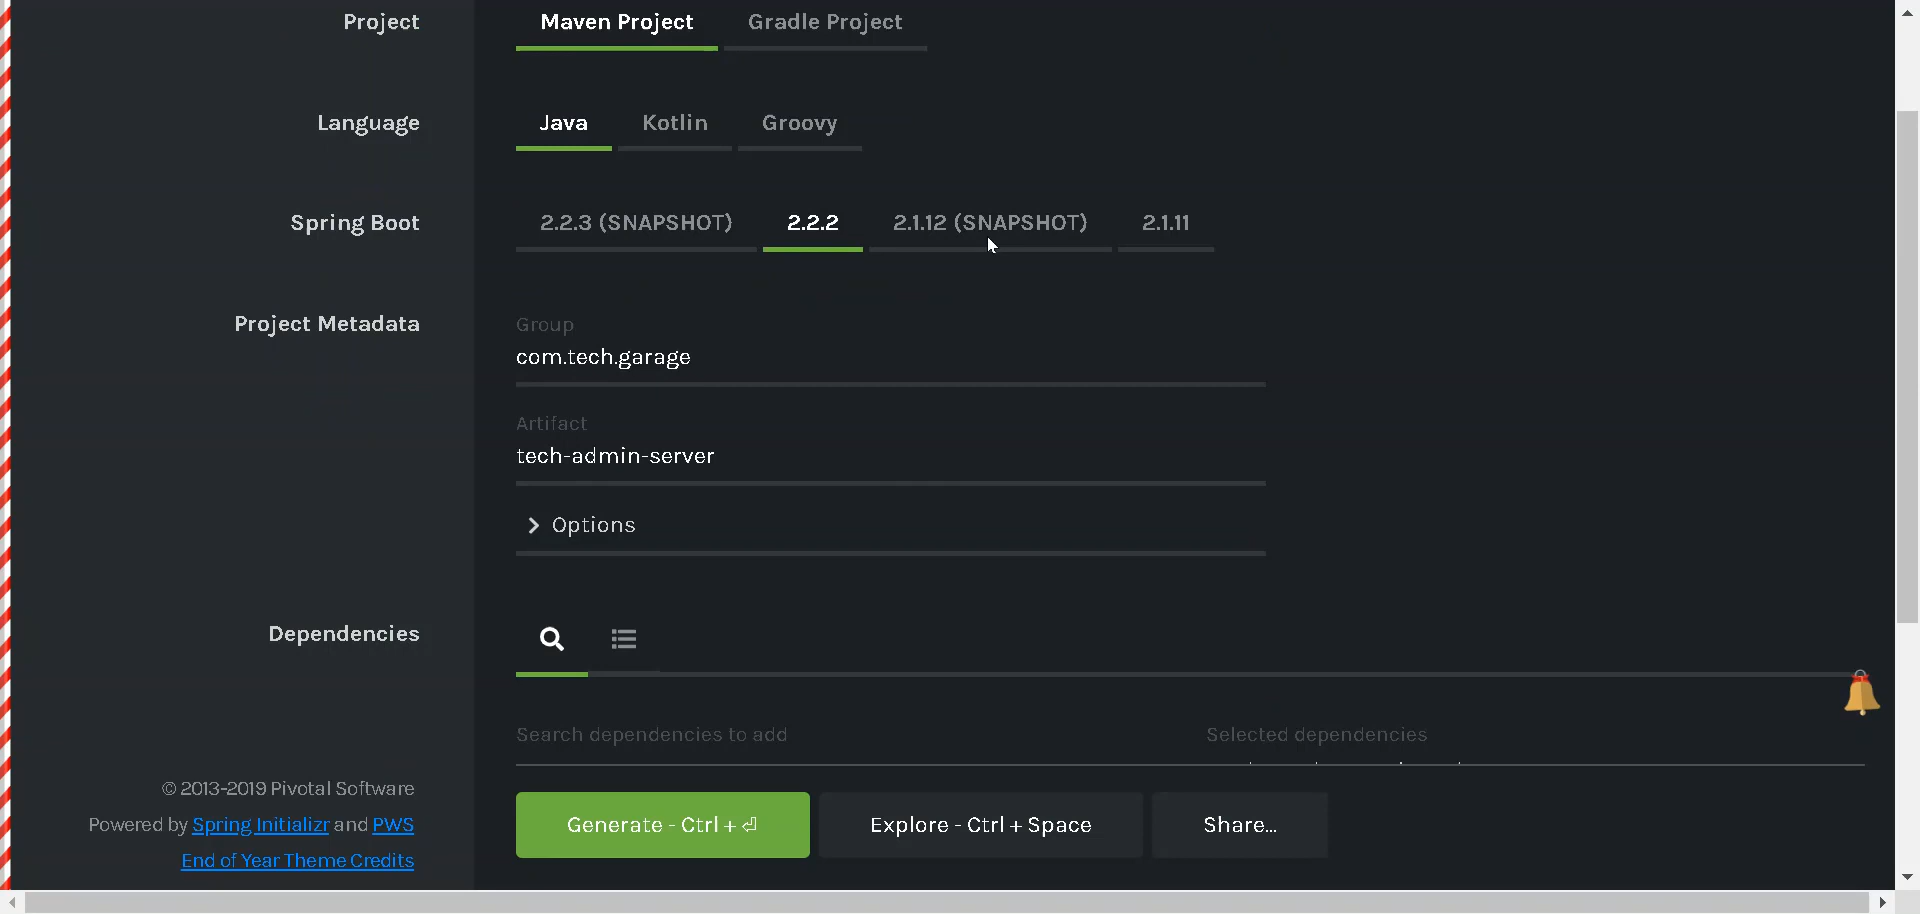 Project
Maven Project Gradle Project
Language
Java Kotlin Groovy
Spring Boot
2.2.3 (SNAPSHOT) 2.2.2 2.1.12 (SNAPSHOT) 2.1.11
Project Metadata
Group
com.tech.garage
Artifact
tech-admin-server
Options
Dependencies
Search dependencies to add
Selected dependencies
© 2013-2019 Pivotal Software
Powered by Spring Initializr and PWS
End of Year Theme Credits
Generate - Ctrl + ⏎
Explore - Ctrl + Space
Share...